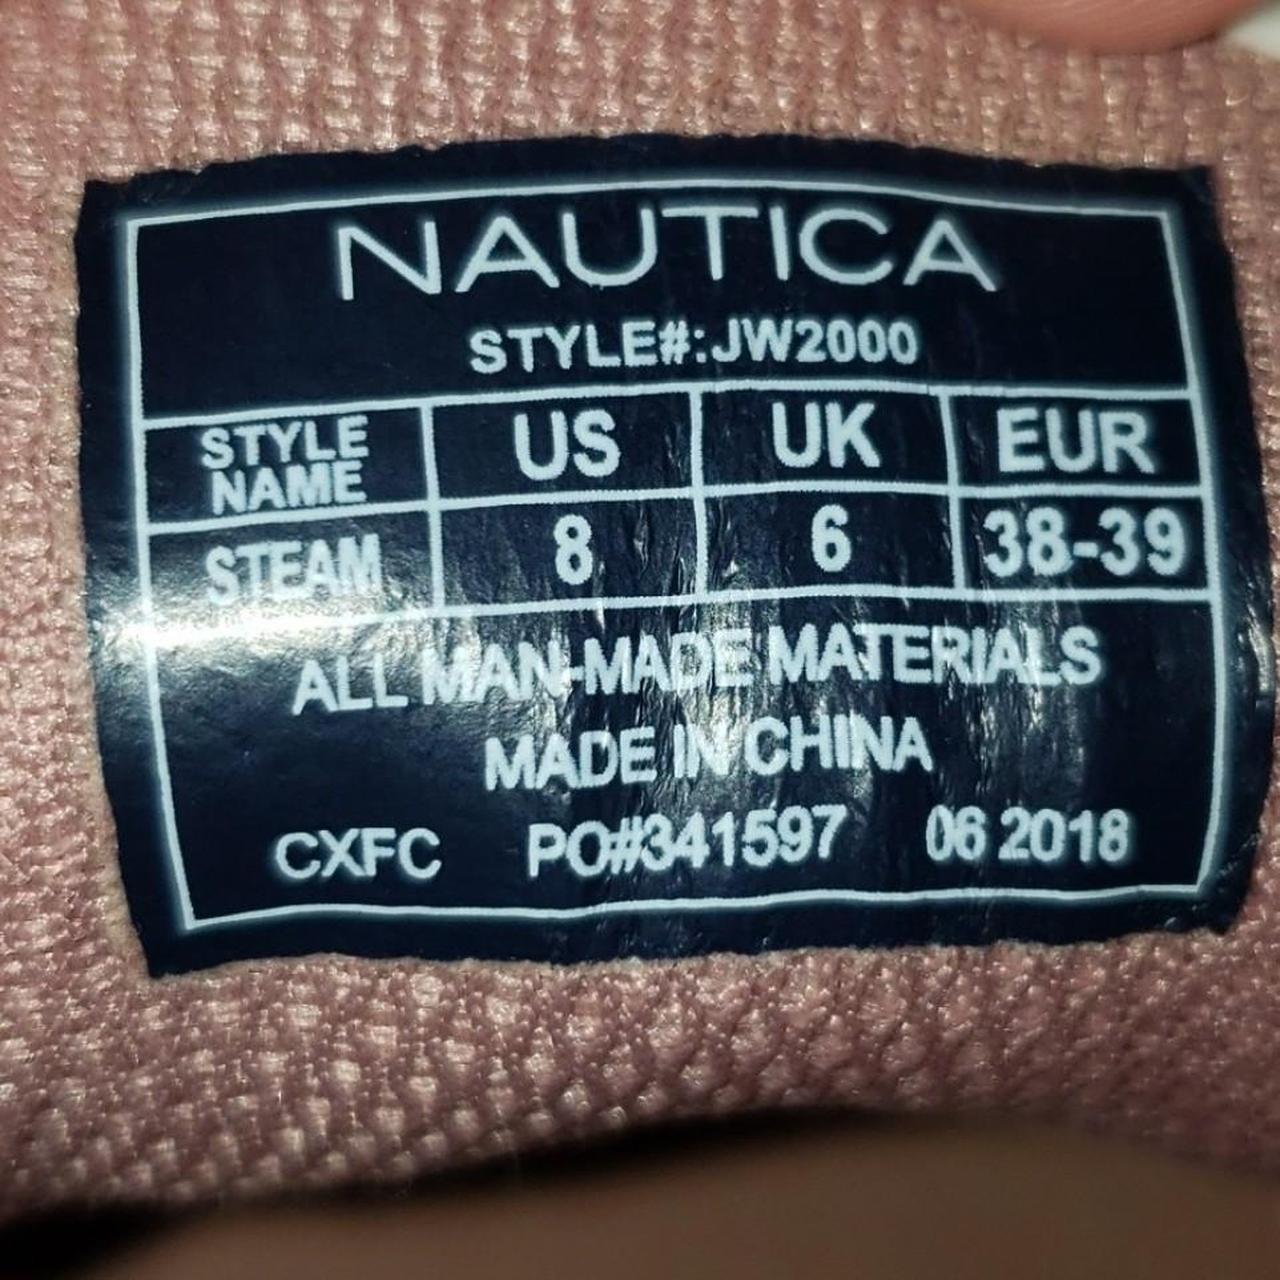 NAUTICA
STYLE#:JW2000
STYLE NAME US UK EUR
STEAM 8 6 38-39
ALL MAN-MADE MATERIALS
MADE IN CHINA
CXFC PO#341597 06 2018